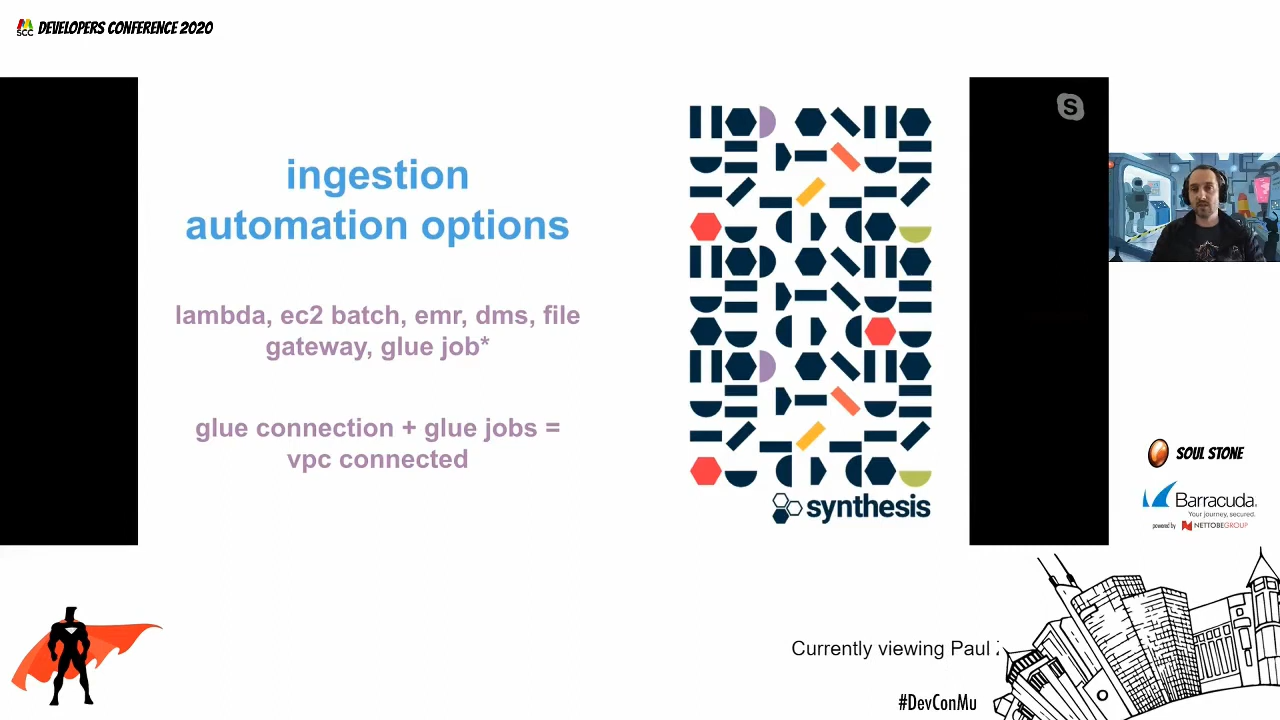 SCC DEVELOPERS CONFERENCE 2020
S
ingestion
automation options
lambda, ec2 batch, emr, dms, file
gateway, glue job*
glue connection + glue jobs =
vpc connected
synthesis
SOUL STONE
Barracuda.
Your journey, secured.
powered by NETTOBEGROUP
Currently viewing Paul
#DevConMu